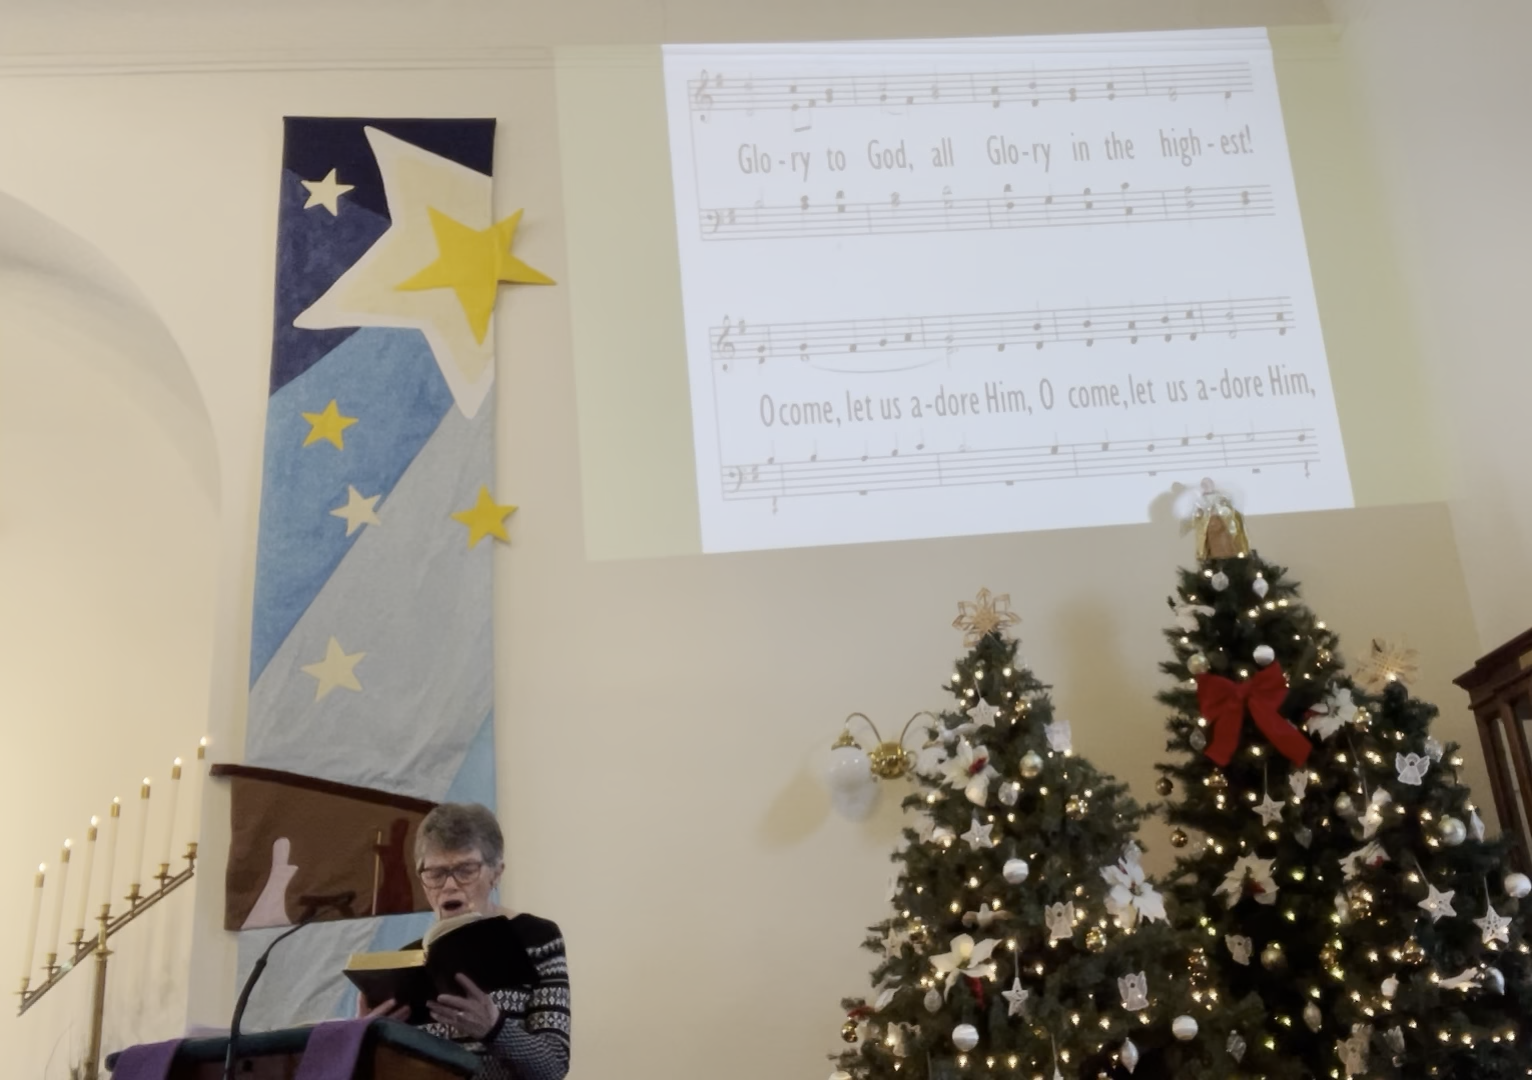 Glo - ry to God, all Glo - ry in the high - est!
O come, let us a-dore Him, O come, let us a-dore Him,